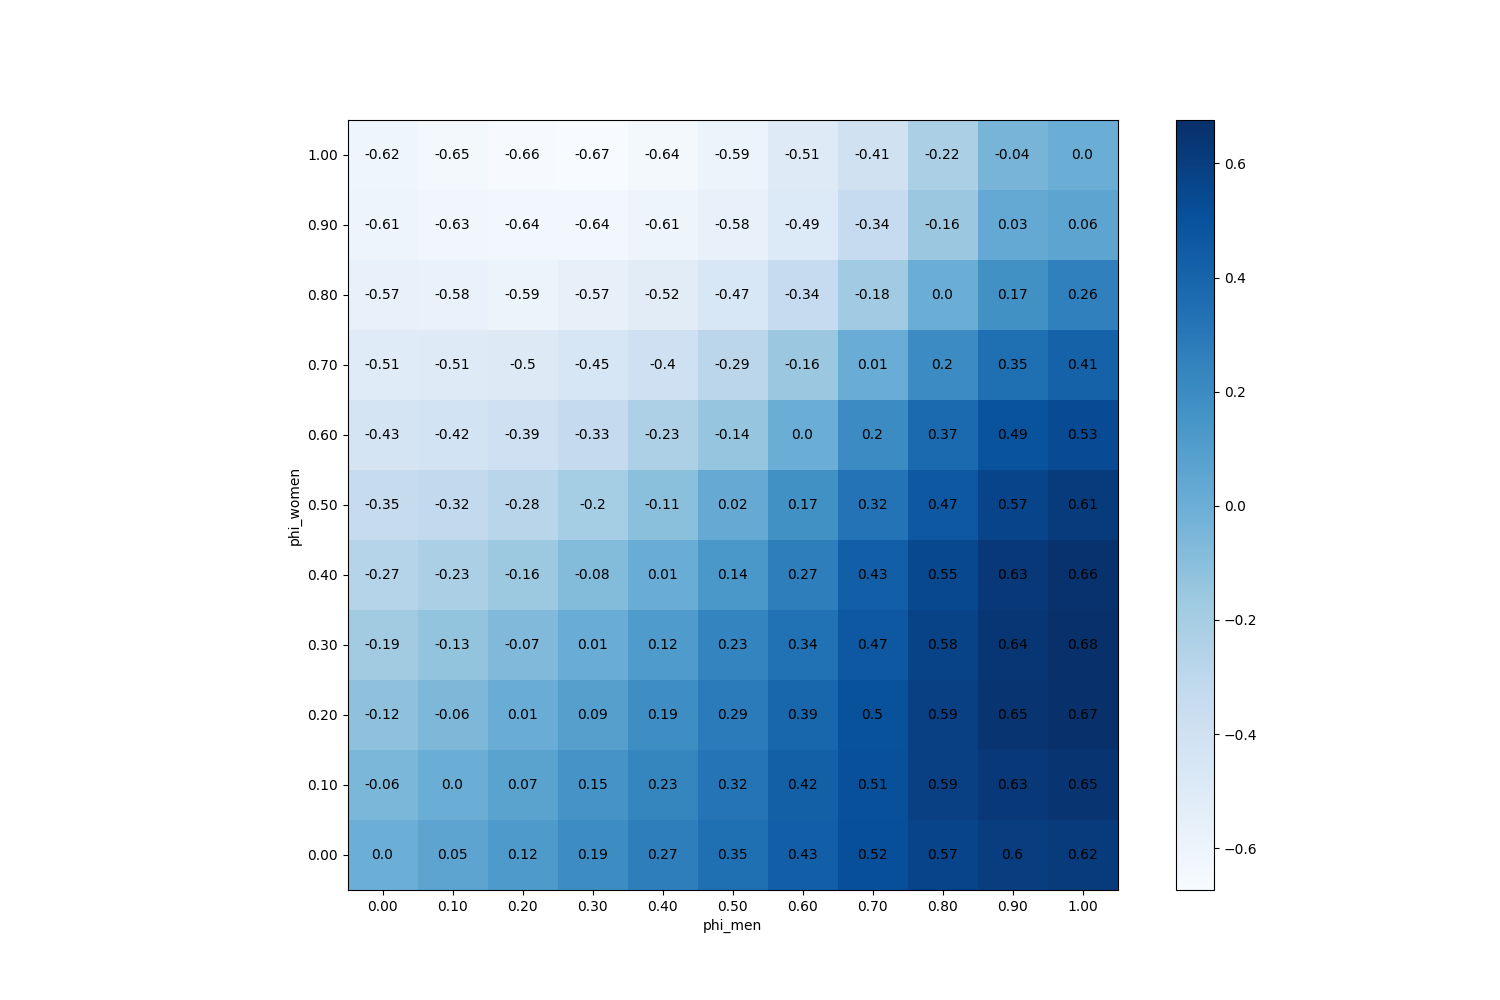 1.00 -0.62 -0.65 -0.66 -0.67 -0.64 -0.59 -0.51 -0.41 -0.22 -0.04 0.0
0.90 -0.61 -0.63 -0.64 -0.64 -0.61 -0.58 -0.49 -0.34 -0.16 0.03 0.06
0.80 -0.57 -0.58 -0.59 -0.57 -0.52 -0.47 -0.34 -0.18 0.0 0.17 0.26
0.70 -0.51 -0.51 -0.5 -0.45 -0.4 -0.29 -0.16 0.01 0.2 0.35 0.41
0.60 -0.43 -0.42 -0.39 -0.33 -0.23 -0.14 0.0 0.2 0.37 0.49 0.53
0.50 -0.35 -0.32 -0.28 -0.2 -0.11 0.02 0.17 0.32 0.47 0.57 0.61
0.40 -0.27 -0.23 -0.16 -0.08 0.01 0.14 0.27 0.43 0.55 0.63 0.66
0.30 -0.19 -0.13 -0.07 0.01 0.12 0.23 0.34 0.47 0.58 0.64 0.68
0.20 -0.12 -0.06 0.01 0.09 0.19 0.29 0.39 0.5 0.59 0.65 0.67
0.10 -0.06 0.0 0.07 0.15 0.23 0.32 0.42 0.51 0.59 0.63 0.65
0.00 0.0 0.05 0.12 0.19 0.27 0.35 0.43 0.52 0.57 0.6 0.62
0.00 0.10 0.20 0.30 0.40 0.50 0.60 0.70 0.80 0.90 1.00
phi_men
phi_women
0.6
0.4
0.2
0.0
−0.2
−0.4
−0.6